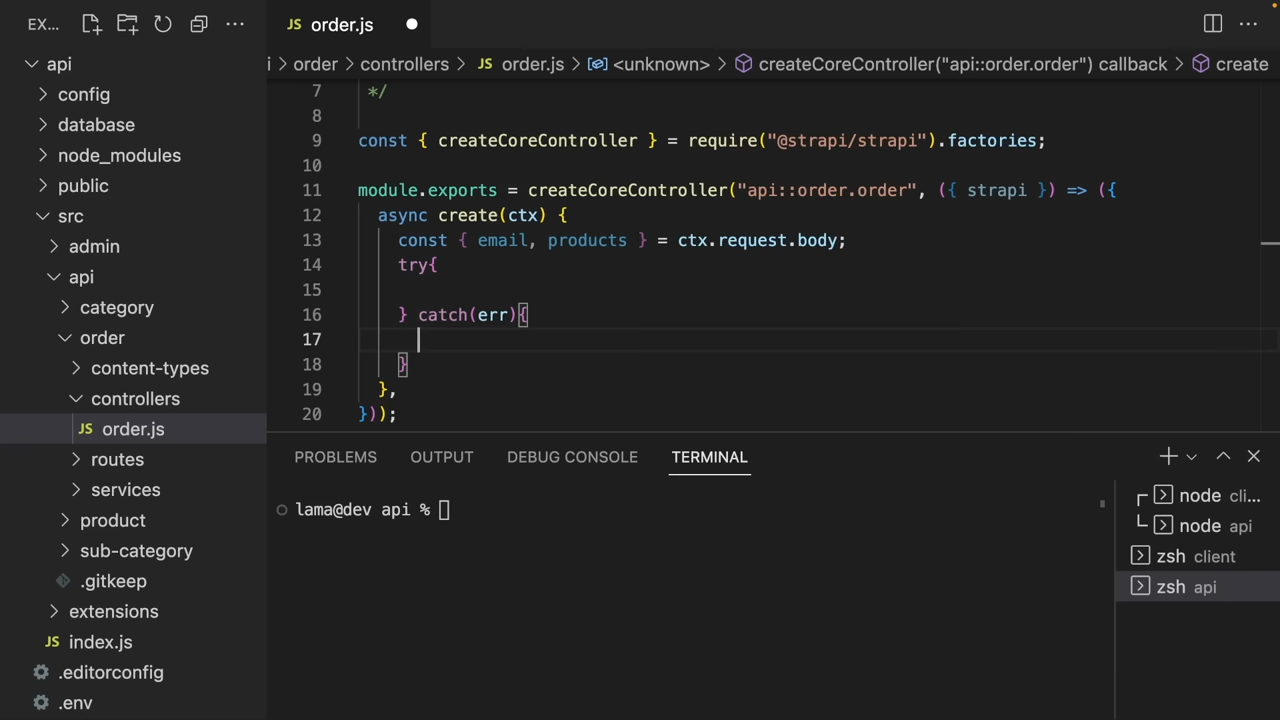 EX...
JS order.js
api
config
database
node_modules
public
src
admin
api
category
order
content-types
controllers
JS order.js
routes
services
product
sub-category
.gitkeep
extensions
JS index.js
.editorconfig
.env
i > order > controllers > JS order.js > <unknown> > createCoreController("api::order.order") callback > create
7 */
8
9 const { createCoreController } = require("@strapi/strapi").factories;
10
11 module.exports = createCoreController("api::order.order", ({ strapi }) => ({
12 async create(ctx) {
13 const { email, products } = ctx.request.body;
14 try{
15
16 } catch(err){
17
18 }
19 },
20 }));
PROBLEMS OUTPUT DEBUG CONSOLE TERMINAL
lama@dev api %
node cli...
node api
zsh client
zsh api